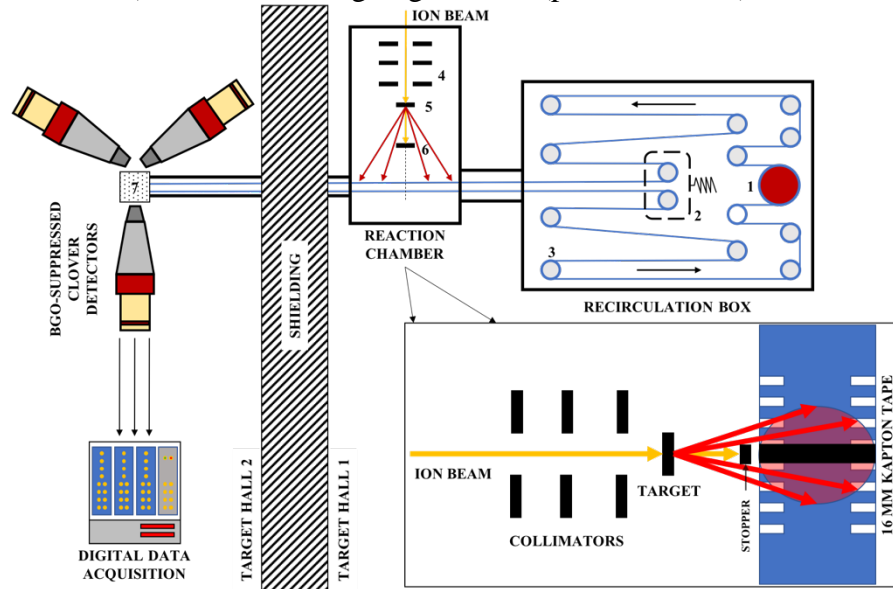 ION BEAM
4
5
6
7
1
2
3
BGO-SUPPRESSED
CLOVER
DETECTORS
SHIELDING
REACTION
CHAMBER
RECIRCULATION BOX
TARGET HALL 2
TARGET HALL 1
DIGITAL DATA
ACQUISITION
ION BEAM
COLLIMATORS
TARGET
STOPPER
16 MM KAPTON TAPE